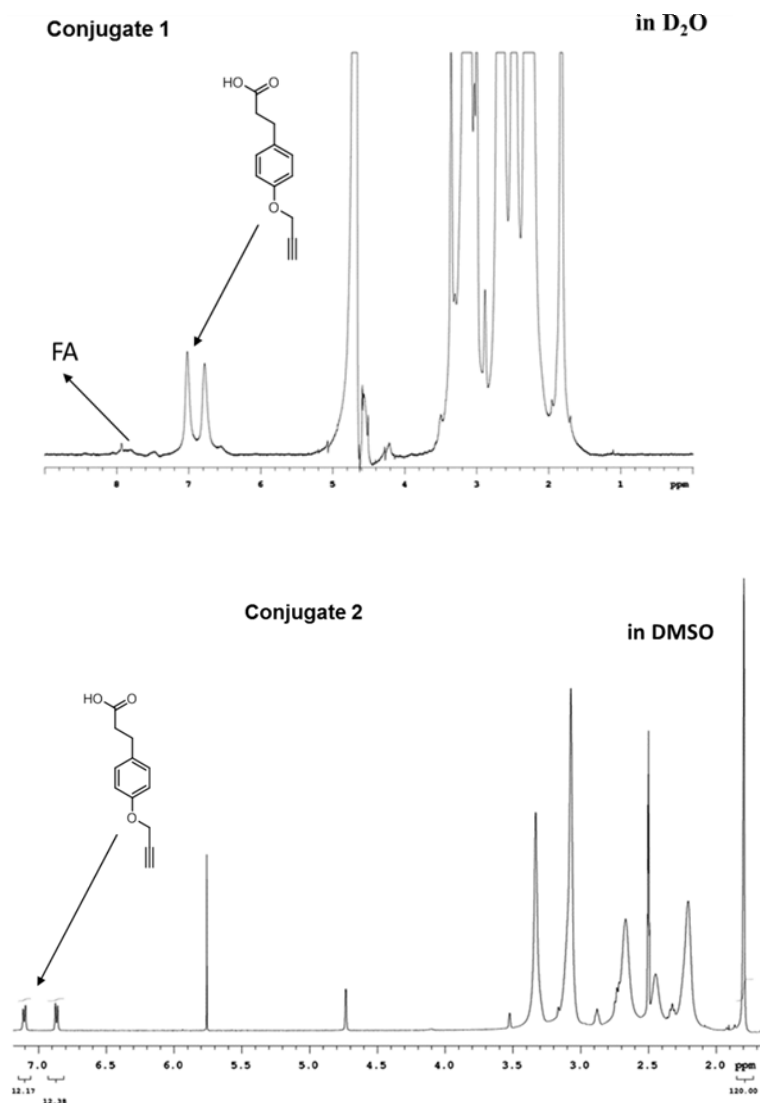 Conjugate 1
in D₂O
HO
O
O
FA
8 7 6 5 4 3 2 1 ppm
Conjugate 2
in DMSO
HO
O
O
7.0 6.5 6.0 5.5 5.0 4.5 4.0 3.5 3.0 2.5 2.0 ppm
12.17 120.00
12.38